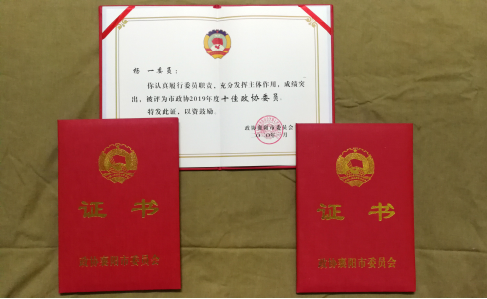 杨 一委员：
你认真履行委员职责，充分发挥主体作用，成绩突
出，被评为市政协2019年度十佳政协委员。
特发此证，以资鼓励。
政协襄阳市委员会
证书
政协襄阳市委员会
证书
政协襄阳市委员会